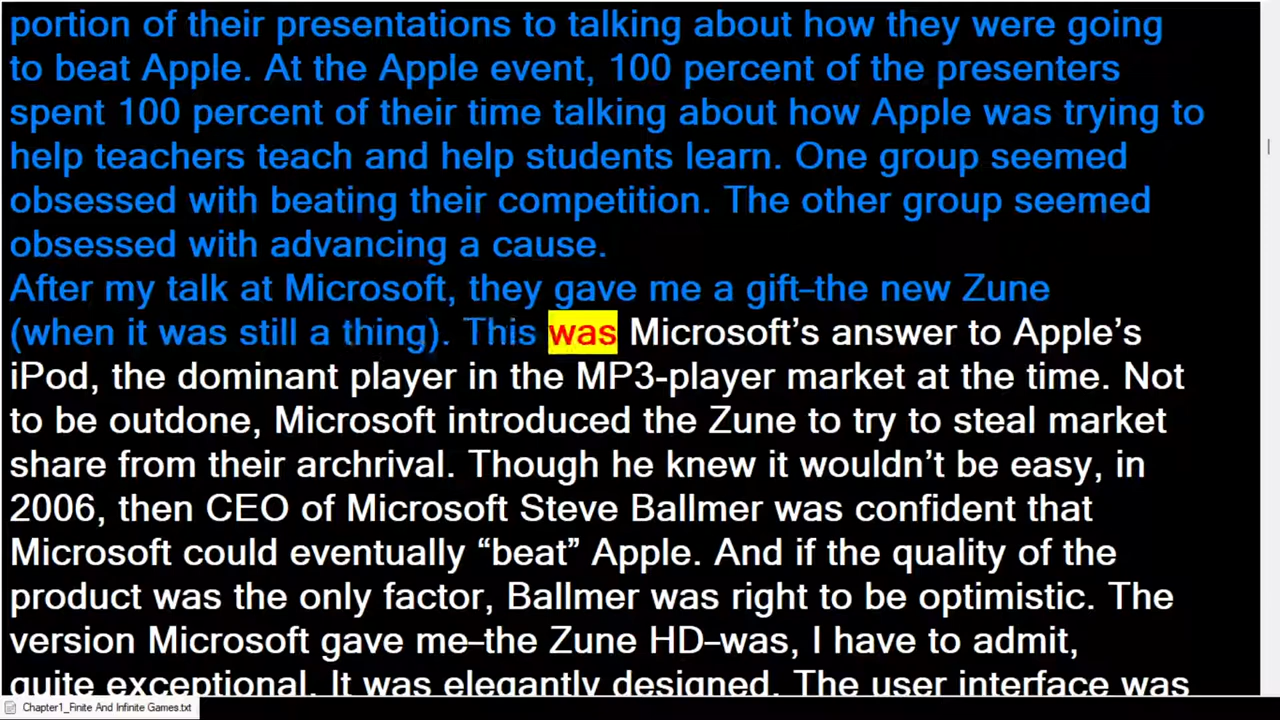 portion of their presentations to talking about how they were going
to beat Apple. At the Apple event, 100 percent of the presenters
spent 100 percent of their time talking about how Apple was trying to
help teachers teach and help students learn. One group seemed
obsessed with beating their competition. The other group seemed
obsessed with advancing a cause.
After my talk at Microsoft, they gave me a gift–the new Zune
(when it was still a thing). This was Microsoft’s answer to Apple’s
iPod, the dominant player in the MP3-player market at the time. Not
to be outdone, Microsoft introduced the Zune to try to steal market
share from their archrival. Though he knew it wouldn’t be easy, in
2006, then CEO of Microsoft Steve Ballmer was confident that
Microsoft could eventually “beat” Apple. And if the quality of the
product was the only factor, Ballmer was right to be optimistic. The
version Microsoft gave me–the Zune HD–was, I have to admit,
quite exceptional. It was elegantly designed. The user interface was
Chapter1_Finite And Infinite Games.txt